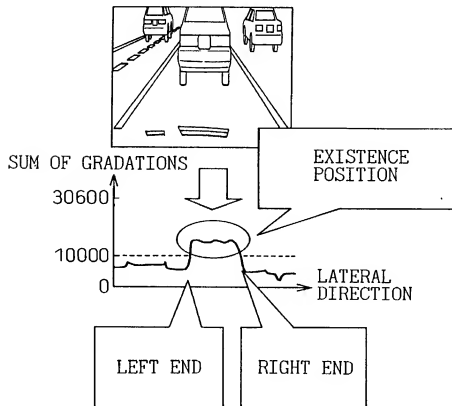 SUM OF GRADATIONS
EXISTENCE
POSITION
30600
10000
0
LATERAL
DIRECTION
LEFT END
RIGHT END